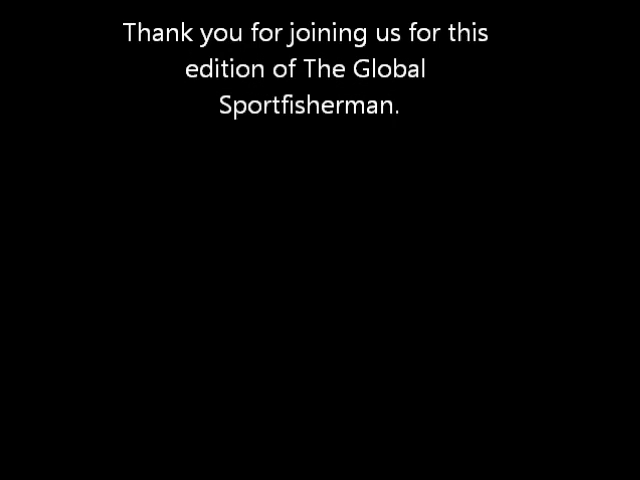 Thank you for joining us for this
edition of The Global
Sportfisherman.